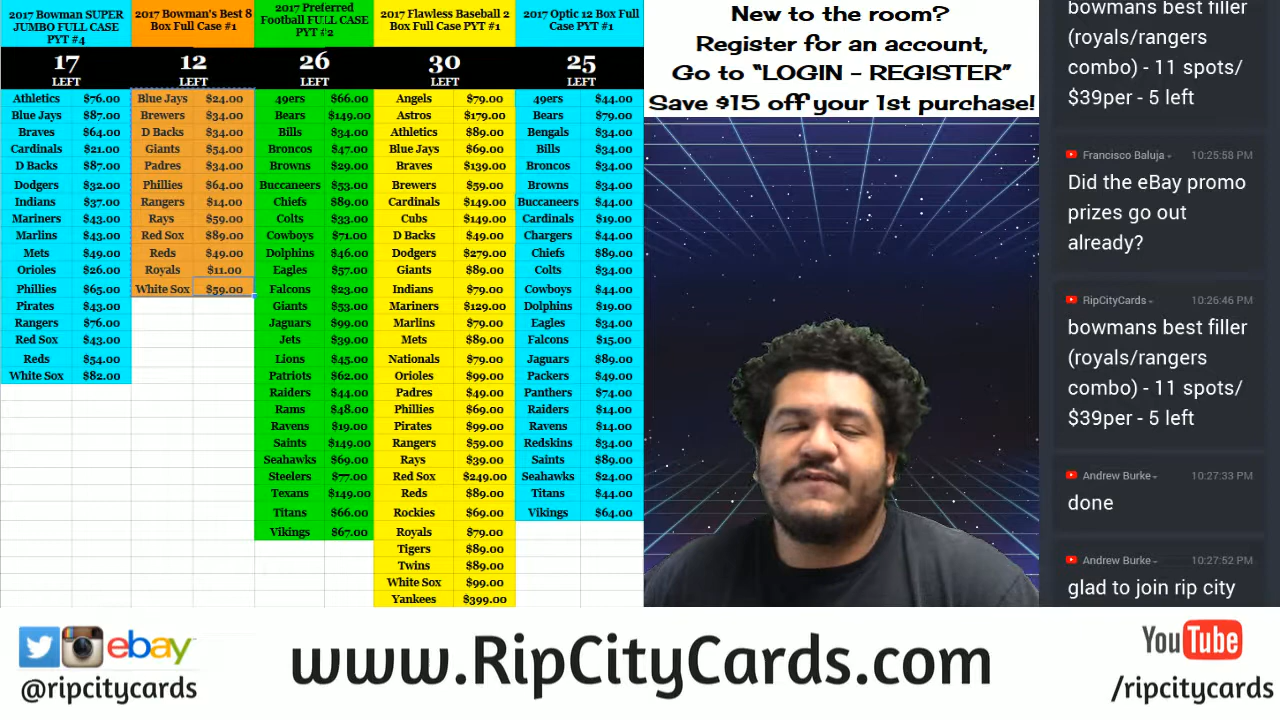 2017 Bowman SUPER
JUMBO FULL CASE
PYT #4
17
LEFT
Athletics $76.00
Blue Jays $87.00
Braves $64.00
Cardinals $21.00
D Backs $87.00
Dodgers $32.00
Indians $37.00
Mariners $43.00
Marlins $43.00
Mets $49.00
Orioles $26.00
Phillies $65.00
Pirates $43.00
Rangers $76.00
Red Sox $43.00
Reds $54.00
White Sox $82.00
2017 Bowman's Best 8
Box Full Case #1
12
LEFT
Blue Jays $24.00
Brewers $34.00
D Backs $34.00
Giants $54.00
Padres $34.00
Phillies $64.00
Rangers $14.00
Rays $59.00
Red Sox $89.00
Reds $49.00
Royals $11.00
White Sox $59.00
2017 Preferred
Football FULL CASE
PYT #2
26
LEFT
49ers $66.00
Bears $149.00
Bills $34.00
Broncos $47.00
Browns $29.00
Buccaneers $53.00
Chiefs $89.00
Colts $33.00
Cowboys $71.00
Dolphins $46.00
Eagles $57.00
Falcons $23.00
Giants $53.00
Jaguars $99.00
Jets $39.00
Lions $45.00
Patriots $62.00
Raiders $44.00
Rams $48.00
Ravens $19.00
Saints $149.00
Seahawks $69.00
Steelers $77.00
Texans $149.00
Titans $66.00
Vikings $67.00
2017 Flawless Baseball 2
Box Full Case PYT #1
30
LEFT
Angels $79.00
Astros $179.00
Athletics $89.00
Blue Jays $69.00
Braves $139.00
Brewers $59.00
Cardinals $149.00
Cubs $149.00
D Backs $49.00
Dodgers $279.00
Giants $89.00
Indians $79.00
Mariners $129.00
Marlins $79.00
Mets $89.00
Nationals $79.00
Orioles $99.00
Padres $49.00
Phillies $69.00
Pirates $99.00
Rangers $59.00
Rays $39.00
Red Sox $249.00
Reds $89.00
Rockies $69.00
Royals $79.00
Tigers $89.00
Twins $89.00
White Sox $99.00
Yankees $399.00
2017 Optic 12 Box Full
Case PYT #1
25
LEFT
49ers $44.00
Bears $79.00
Bengals $34.00
Bills $34.00
Broncos $34.00
Browns $34.00
Buccaneers $44.00
Cardinals $19.00
Chargers $44.00
Chiefs $89.00
Colts $34.00
Cowboys $44.00
Dolphins $19.00
Eagles $34.00
Falcons $15.00
Jaguars $89.00
Packers $49.00
Panthers $74.00
Raiders $14.00
Ravens $14.00
Redskins $34.00
Saints $89.00
Seahawks $24.00
Titans $44.00
Vikings $64.00
New to the room?
Register for an account,
Go to "LOGIN - REGISTER"
Save $15 off your 1st purchase!
bowmans best filler
(royals/rangers
combo) - 11 spots/
$39per - 5 left
Francisco Baluja 10:25:58 PM
Did the eBay promo
prizes go out
already?
RipCityCards 10:26:46 PM
bowmans best filler
(royals/rangers
combo) - 11 spots/
$39per - 5 left
Andrew Burke 10:27:33 PM
done
Andrew Burke 10:27:52 PM
glad to join rip city
ebay
@ripcitycards
www.RipCityCards.com
YouTube
/ripcitycards